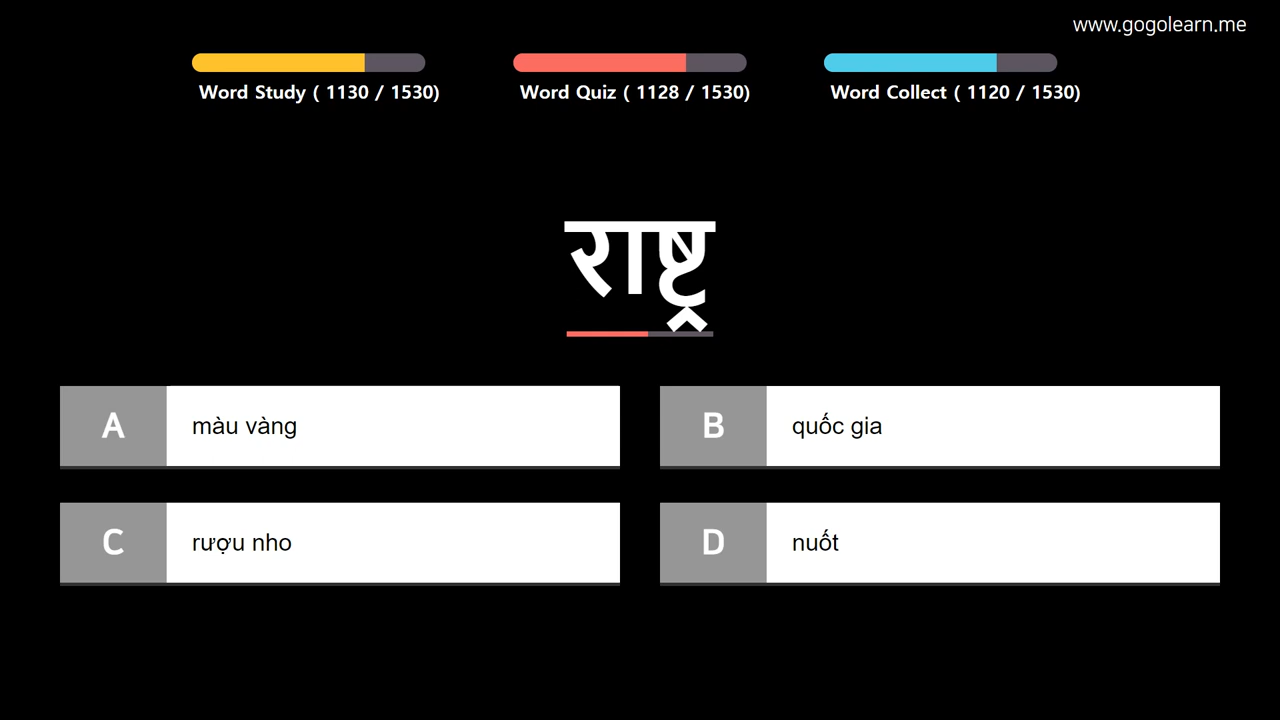 www.gogolearn.me
Word Study ( 1130 / 1530)
Word Quiz ( 1128 / 1530)
Word Collect ( 1120 / 1530)
राष्ट्र
A
màu vàng
B
quốc gia
C
rượu nho
D
nuốt